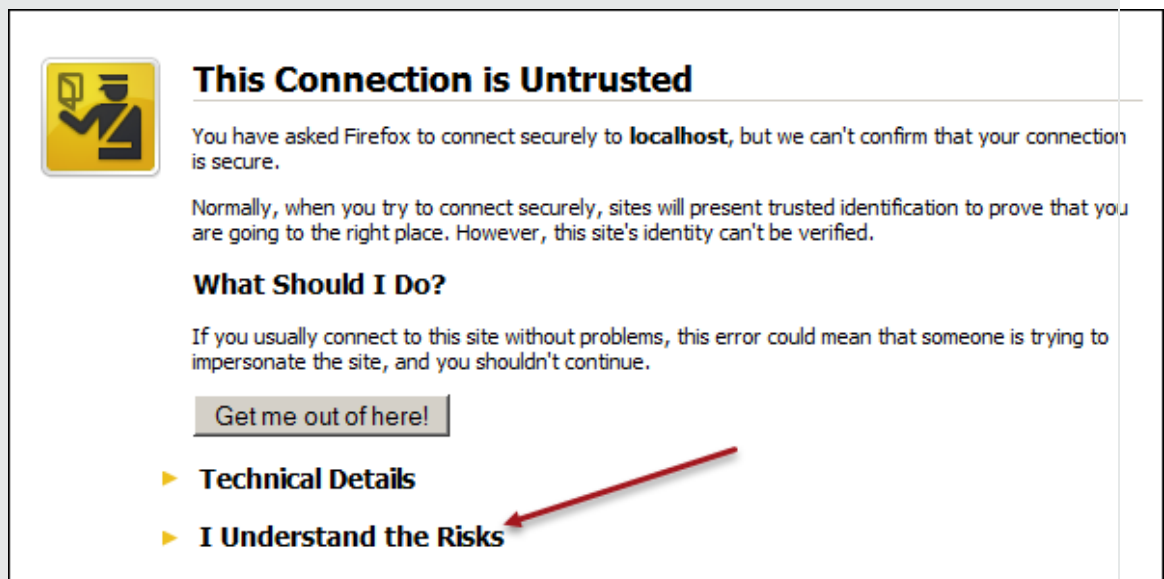 This Connection is Untrusted
You have asked Firefox to connect securely to localhost, but we can't confirm that your connection
is secure.
Normally, when you try to connect securely, sites will present trusted identification to prove that you
are going to the right place. However, this site's identity can't be verified.
What Should I Do?
If you usually connect to this site without problems, this error could mean that someone is trying to
impersonate the site, and you shouldn't continue.
Get me out of here!
Technical Details
I Understand the Risks